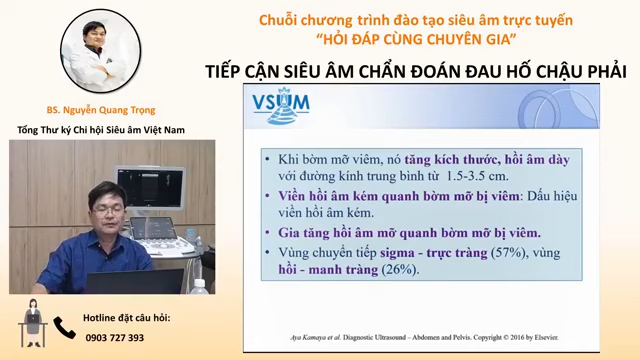 Chuỗi chương trình đào tạo siêu âm trực tuyến
“HỎI ĐÁP CÙNG CHUYÊN GIA”
TIẾP CẬN SIÊU ÂM CHẨN ĐOÁN ĐAU HỐ CHẬU PHẢI
BS. Nguyễn Quang Trọng
Tổng Thư ký Chi hội Siêu âm Việt Nam
VSUM
• Khi bờm mỡ viêm, nó tăng kích thước, hồi âm dày
với đường kính trung bình từ 1.5-3.5 cm.
• Viền hồi âm kém quanh bờm mỡ bị viêm: Dấu hiệu
viền hồi âm kém.
• Gia tăng hồi âm mỡ quanh bờm mỡ bị viêm.
• Vùng chuyển tiếp sigma - trực tràng (57%), vùng
hồi - manh tràng (26%).
Aya Kamaya et al. Diagnostic Ultrasound – Abdomen and Pelvis. Copyright © 2016 by Elsevier.
Hotline đặt câu hỏi:
0903 727 393